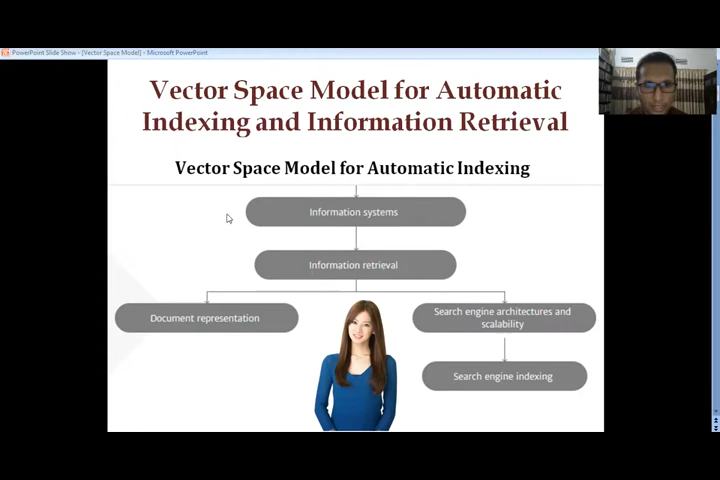 PowerPoint Slide Show - [Vector Space Model] - Microsoft PowerPoint
Vector Space Model for Automatic
Indexing and Information Retrieval
Vector Space Model for Automatic Indexing
Information systems
Information retrieval
Document representation
Search engine architectures and
scalability
Search engine indexing